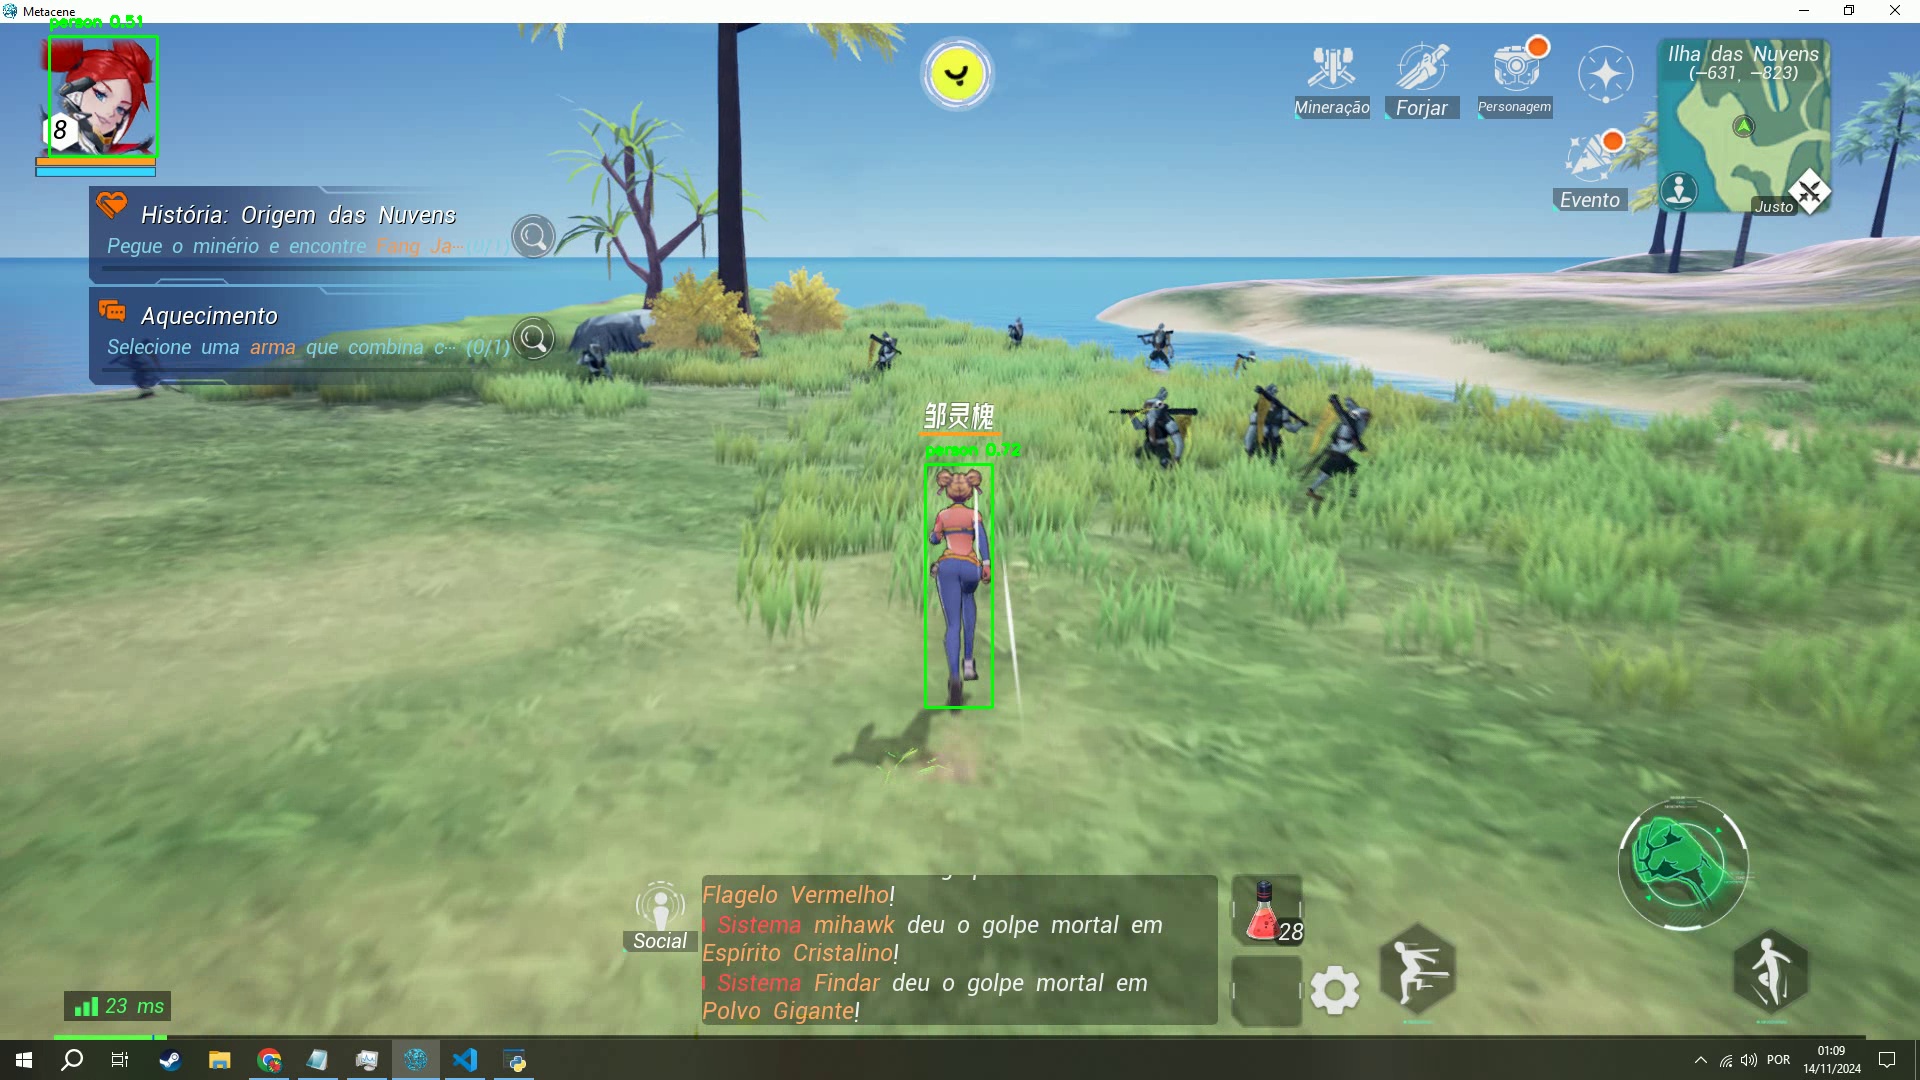 Metacene
person 0.51
8
História: Origem das Nuvens
Pegue o minério e encontre Fang Ja··· (0/1)
Aquecimento
Selecione uma arma que combina c··· (0/1)
Mineração
Forjar
Personagem
Evento
Ilha das Nuvens
(-631, -823)
Justo
邹灵槐
person 0.72
Social
Flagelo Vermelho!
Sistema mihawk deu o golpe mortal em
Espírito Cristalino!
Sistema Findar deu o golpe mortal em
Polvo Gigante!
28
23 ms
POR
01:09
14/11/2024